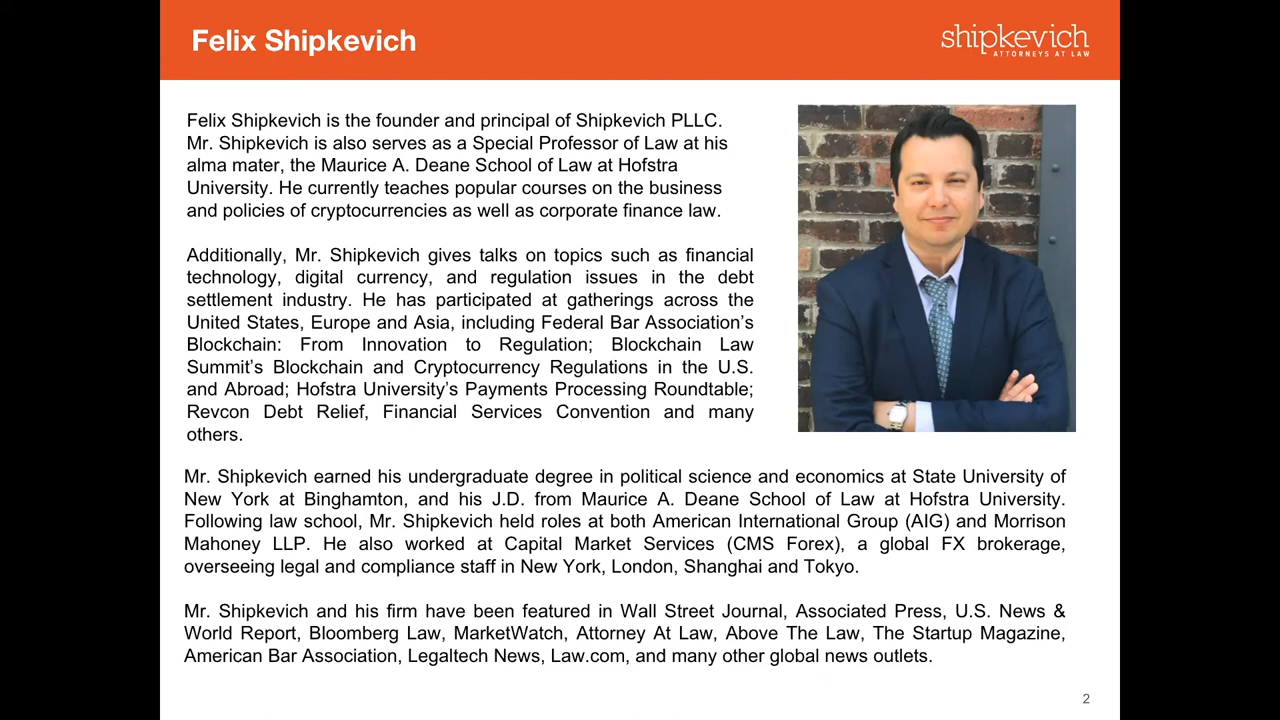 Felix Shipkevich
shipkevich
ATTORNEYS AT LAW
Felix Shipkevich is the founder and principal of Shipkevich PLLC.
Mr. Shipkevich is also serves as a Special Professor of Law at his
alma mater, the Maurice A. Deane School of Law at Hofstra
University. He currently teaches popular courses on the business
and policies of cryptocurrencies as well as corporate finance law.
Additionally, Mr. Shipkevich gives talks on topics such as financial
technology, digital currency, and regulation issues in the debt
settlement industry. He has participated at gatherings across the
United States, Europe and Asia, including Federal Bar Association’s
Blockchain: From Innovation to Regulation; Blockchain Law
Summit’s Blockchain and Cryptocurrency Regulations in the U.S.
and Abroad; Hofstra University’s Payments Processing Roundtable;
Revcon Debt Relief, Financial Services Convention and many
others.
Mr. Shipkevich earned his undergraduate degree in political science and economics at State University of
New York at Binghamton, and his J.D. from Maurice A. Deane School of Law at Hofstra University.
Following law school, Mr. Shipkevich held roles at both American International Group (AIG) and Morrison
Mahoney LLP. He also worked at Capital Market Services (CMS Forex), a global FX brokerage,
overseeing legal and compliance staff in New York, London, Shanghai and Tokyo.
Mr. Shipkevich and his firm have been featured in Wall Street Journal, Associated Press, U.S. News &
World Report, Bloomberg Law, MarketWatch, Attorney At Law, Above The Law, The Startup Magazine,
American Bar Association, Legaltech News, Law.com, and many other global news outlets.
2